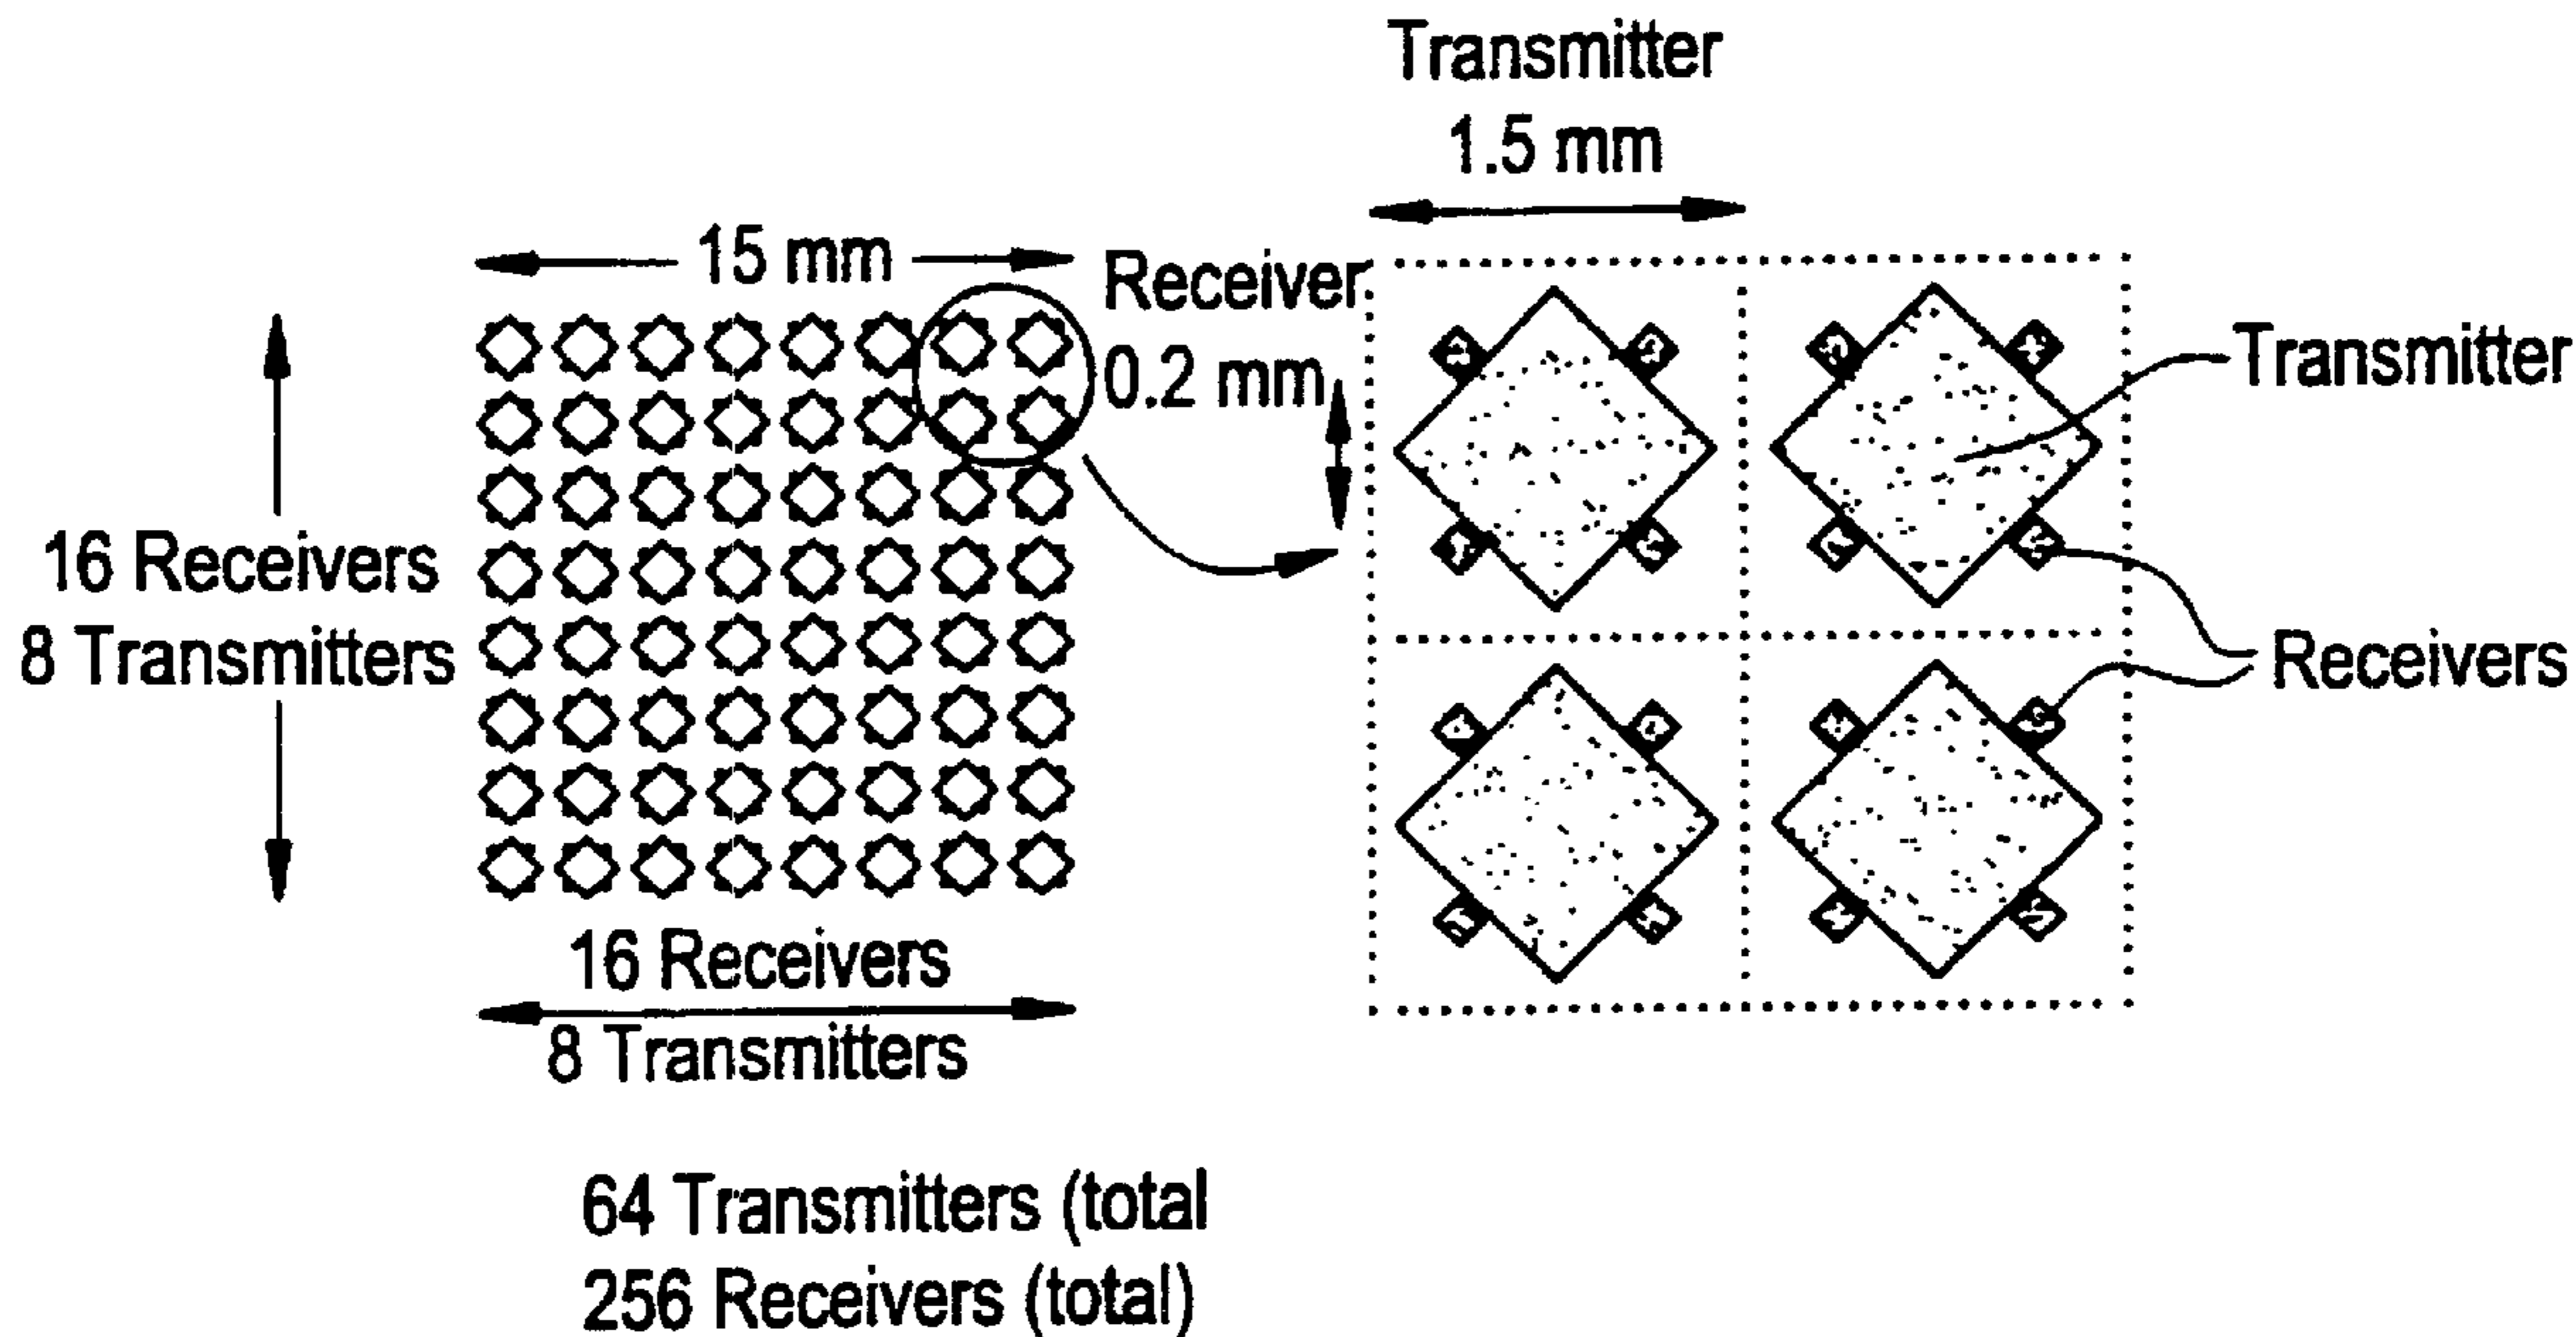 Transmitter
1.5 mm
15 mm
Receiver
0.2 mm
Transmitter
16 Receivers
8 Transmitters
Receivers
16 Receivers
8 Transmitters
64 Transmitters (total
256 Receivers (total)